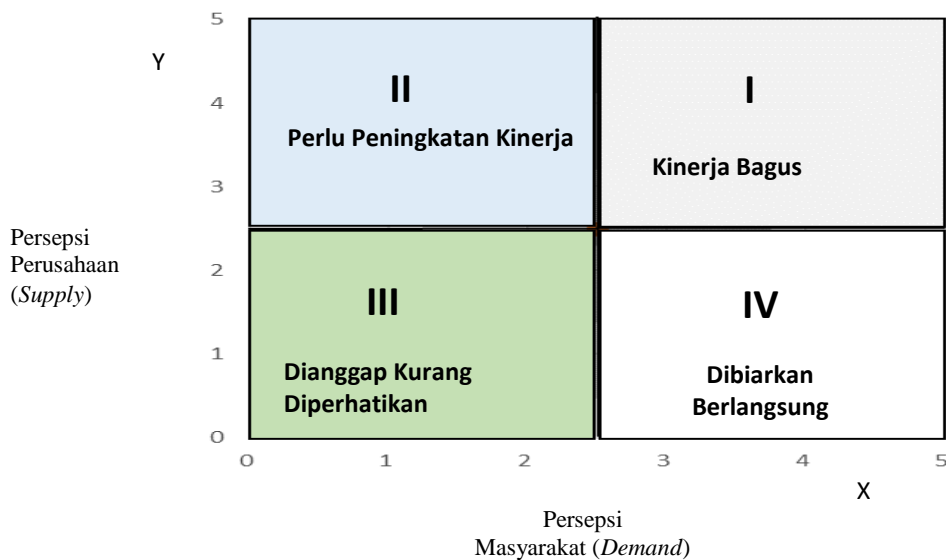 5
Y
4
II
I
Perlu Peningkatan Kinerja
Kinerja Bagus
3
Persepsi
Perusahaan
(Supply)
2
III
IV
1
Dianggap Kurang
Diperhatikan
Dibiarkan
Berlangsung
0
0 1 2 3 4 5
X
Persepsi
Masyarakat (Demand)